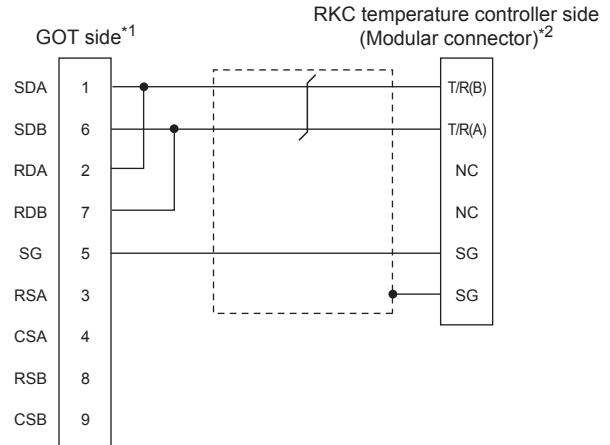 RKC temperature controller side
(Modular connector)*2
GOT side*1
SDA 1 T/R(B)
SDB 6 T/R(A)
RDA 2 NC
RDB 7 NC
SG 5 SG
RSA 3 SG
CSA 4
RSB 8
CSB 9